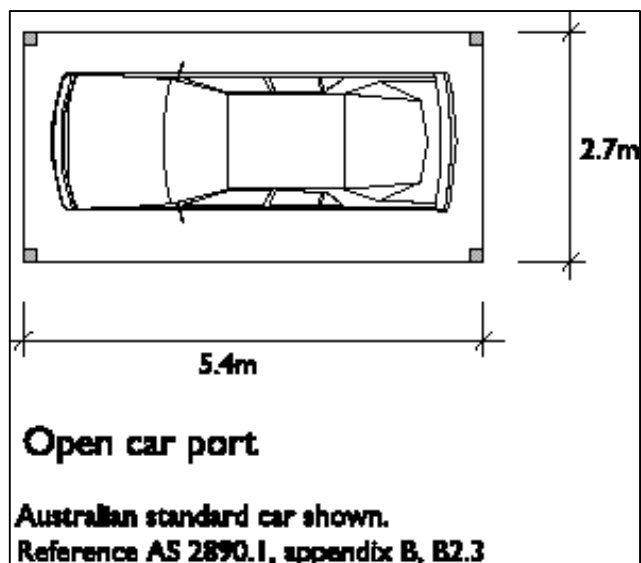 2.7m
5.4m
Open car port
Australian standard car shown.
Reference AS 2890.1, appendix B, B2.3